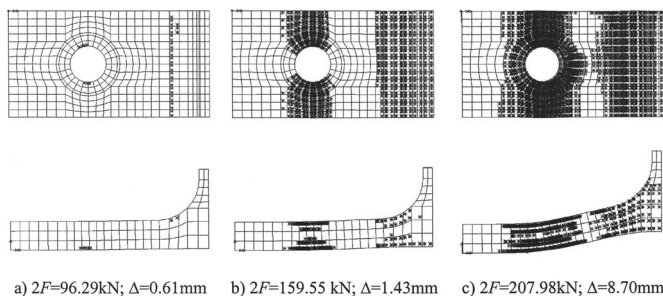 a) 2F=96.29kN; Δ=0.61mm b) 2F=159.55 kN; Δ=1.43mm c) 2F=207.98kN; Δ=8.70mm